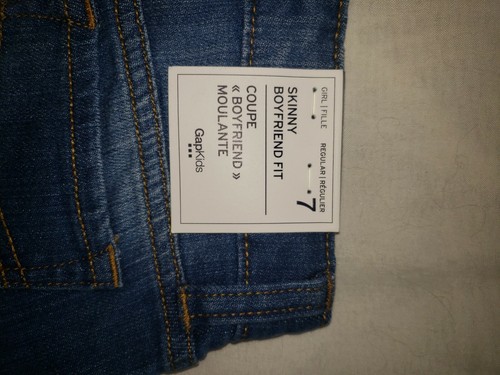 GIRL | FILLE
REGULAR | RÉGULIER
7
SKINNY
BOYFRIEND FIT
COUPE
« BOYFRIEND »
MOULANTE
GapKids